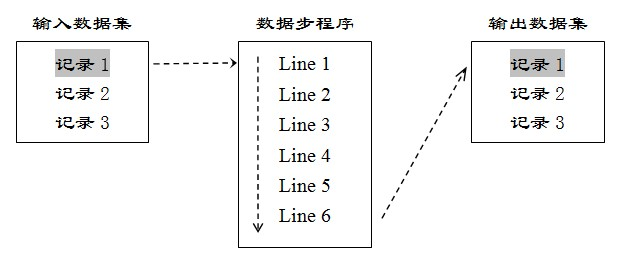 输入数据集
记录 1
记录 2
记录 3
数据步程序
Line 1
Line 2
Line 3
Line 4
Line 5
Line 6
输出数据集
记录 1
记录 2
记录 3